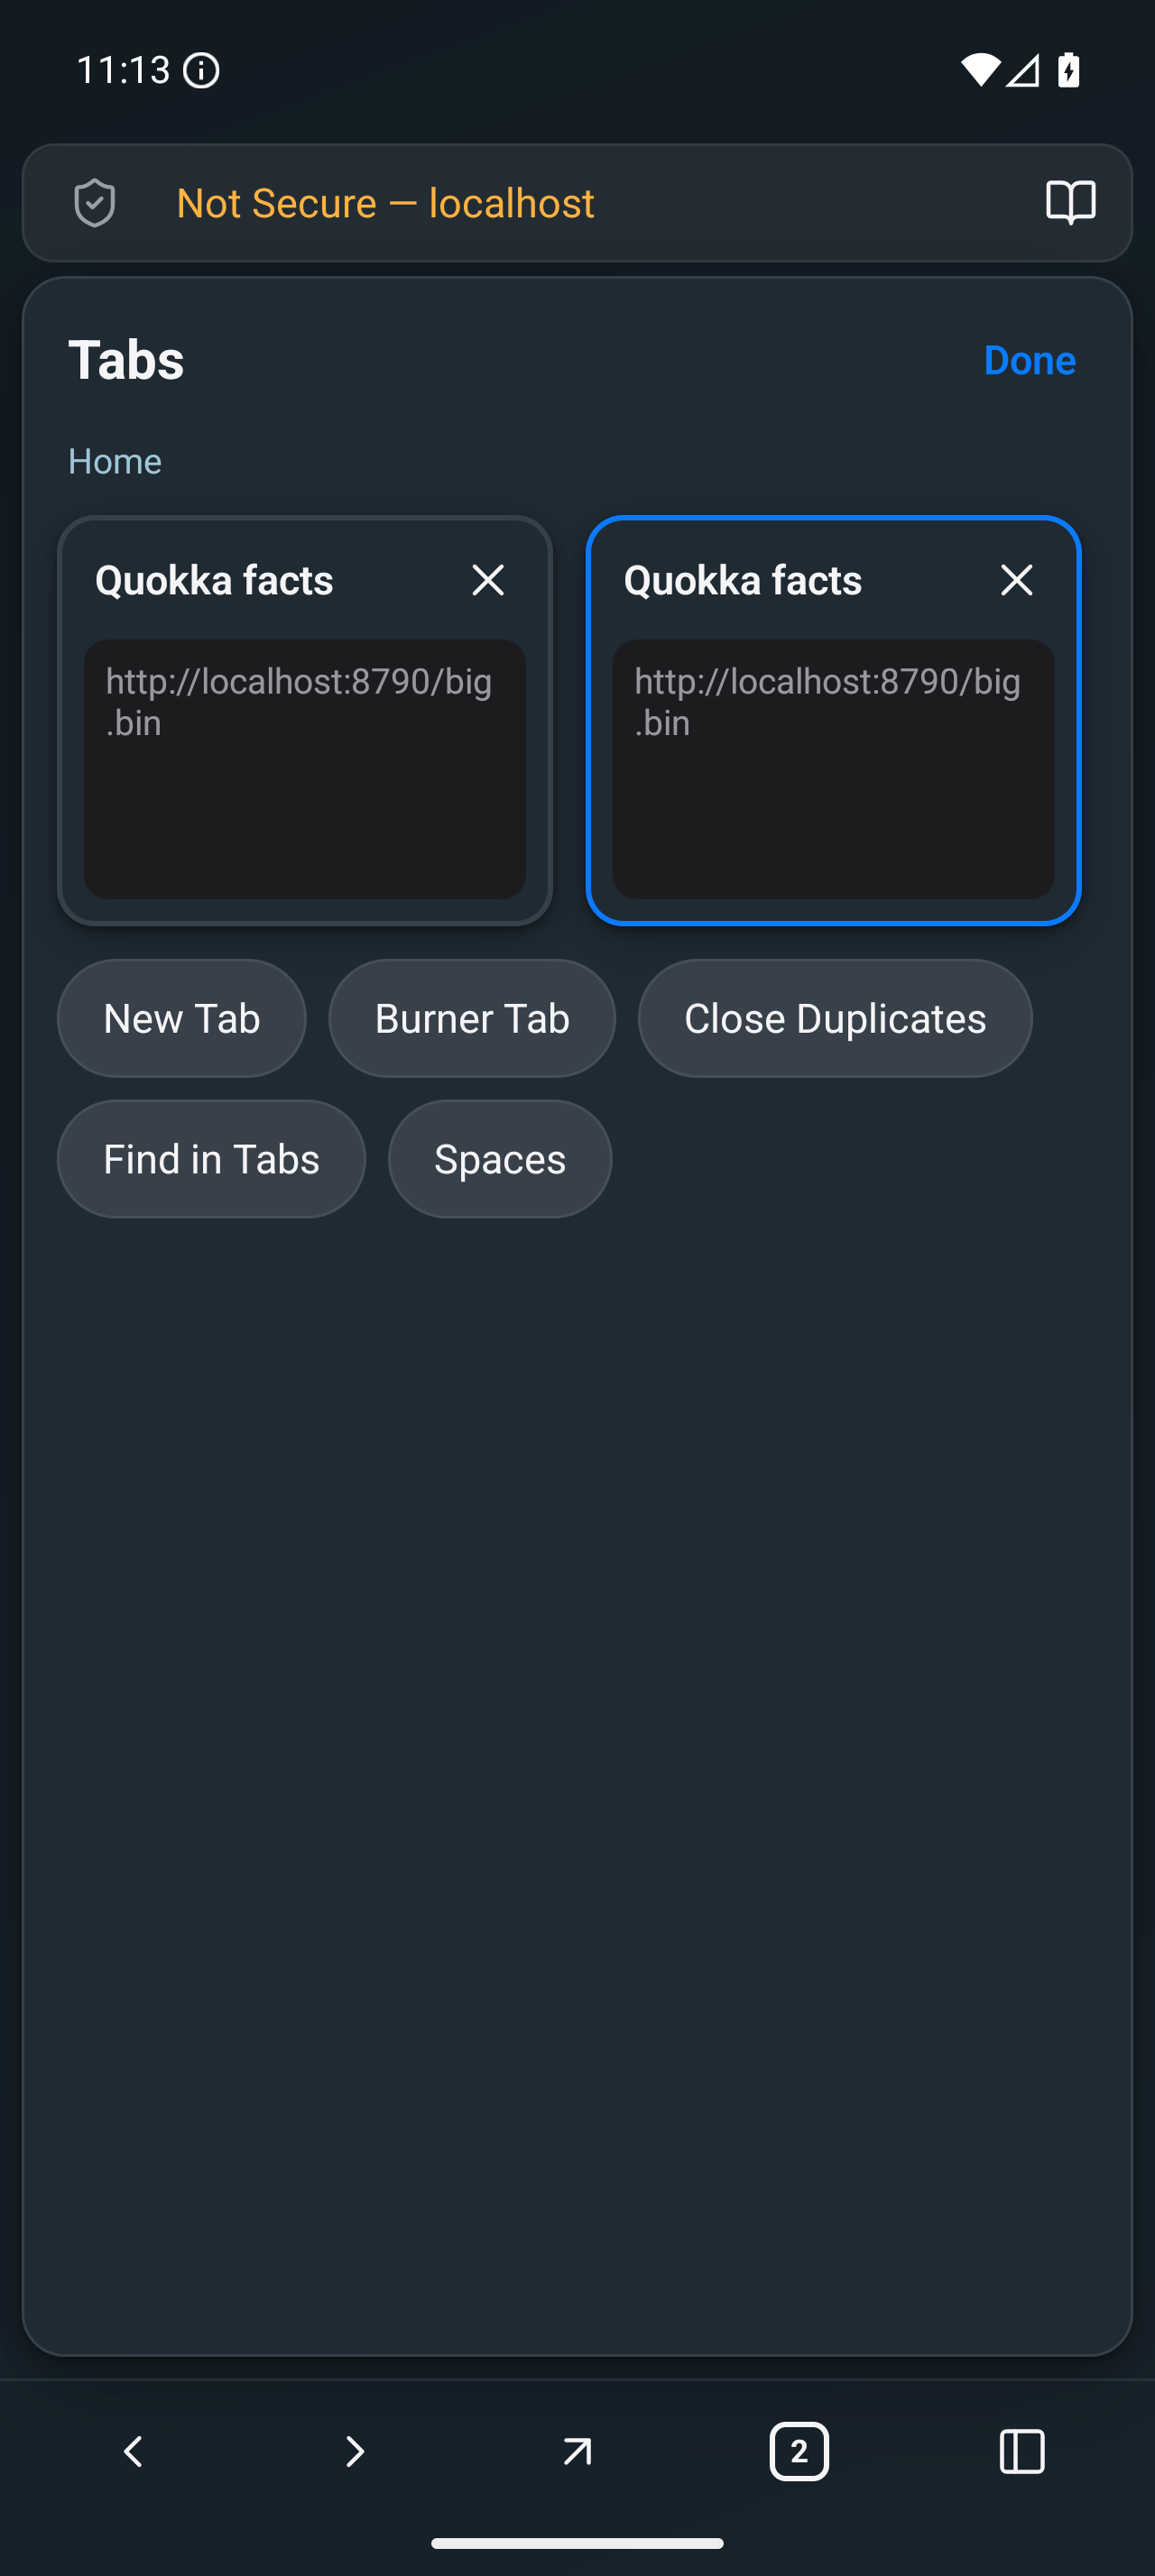 11:13
Not Secure — localhost
Tabs
Done
Home
Quokka facts
http://localhost:8790/big
.bin
Quokka facts
http://localhost:8790/big
.bin
New Tab
Burner Tab
Close Duplicates
Find in Tabs
Spaces
2